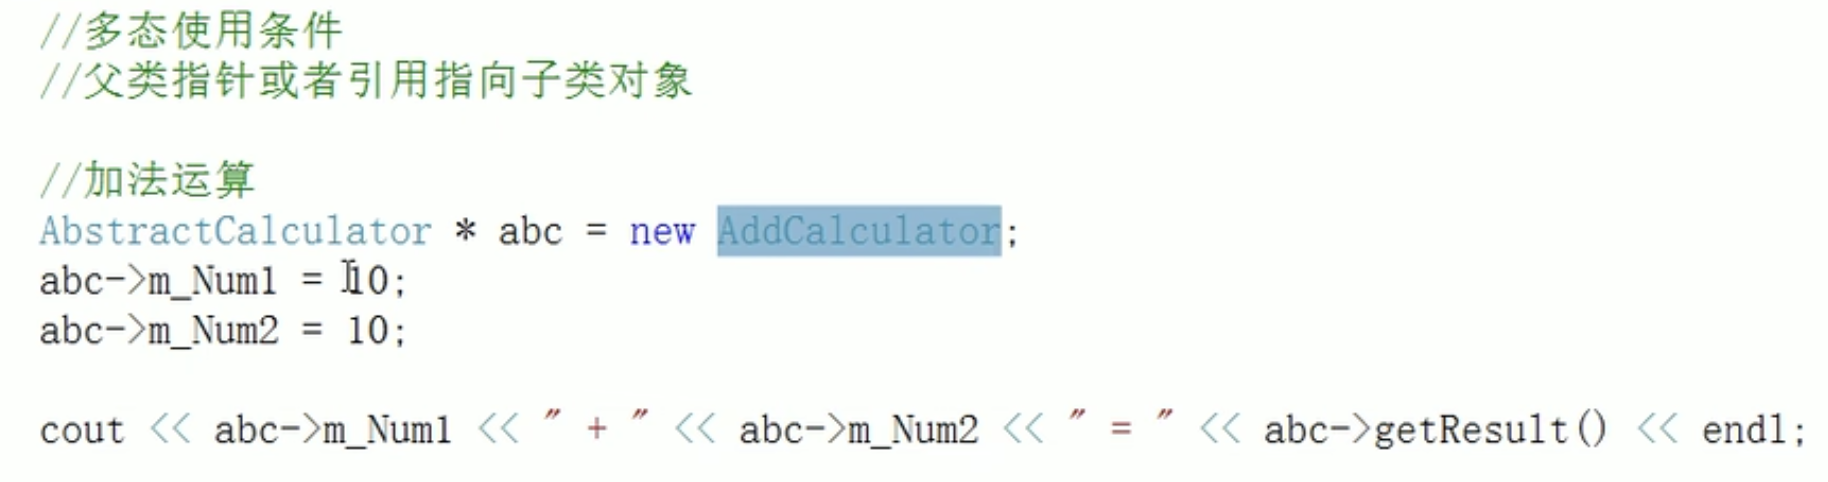 //多态使用条件
//父类指针或者引用指向子类对象
//加法运算
AbstractCalculator * abc = new AddCalculator;
abc->m_Num1 = 10;
abc->m_Num2 = 10;
cout << abc->m_Num1 << " + " << abc->m_Num2 << " = " << abc->getResult() << endl;